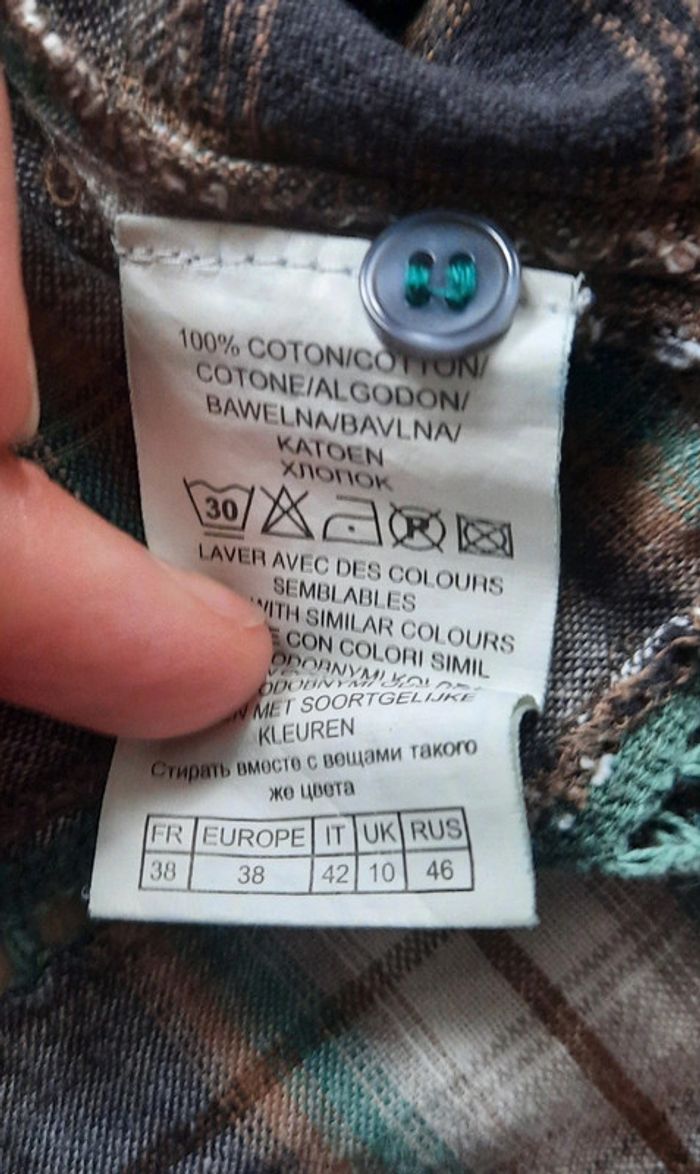 100% COTON/COTTON/
COTONE/ALGODON/
BAWELNA/BAVLNA/
KATOEN
ХЛОПОК
30
P
LAVER AVEC DES COLOURS
SEMBLABLES
WITH SIMILAR COLOURS
CON COLORI SIMIL
MET SOORTGELIJKE
KLEUREN
Стирать вместе с вещами такого
же цвета
FR EUROPE IT UK RUS
38 38 42 10 46